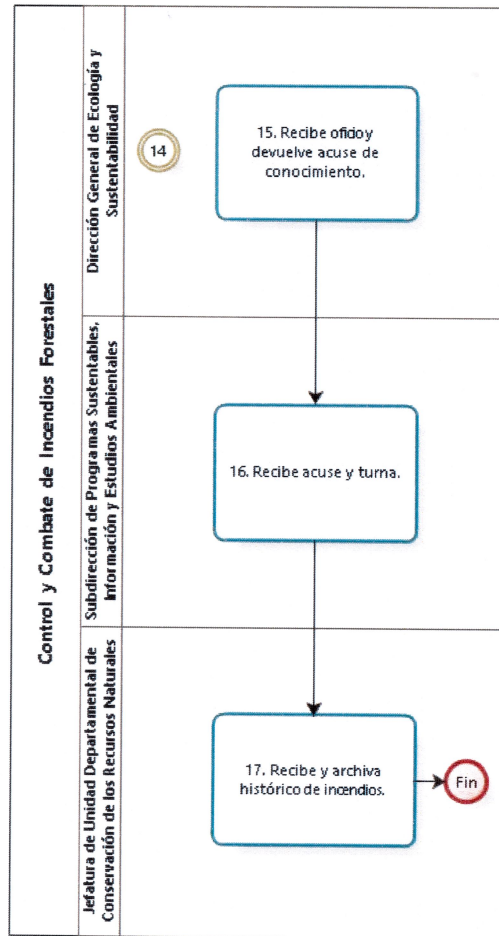 Control y Combate de Incendios Forestales
Dirección General de Ecología y
Sustentabilidad
14
15. Recibe oficio y
devuelve acuse de
conocimiento.
Subdirección de Programas Sustentables,
Información y Estudios Ambientales
16. Recibe acuse y turna.
Jefatura de Unidad Departamental de
Conservación de los Recursos Naturales
17. Recibe y archiva
histórico de incendios.
Fin